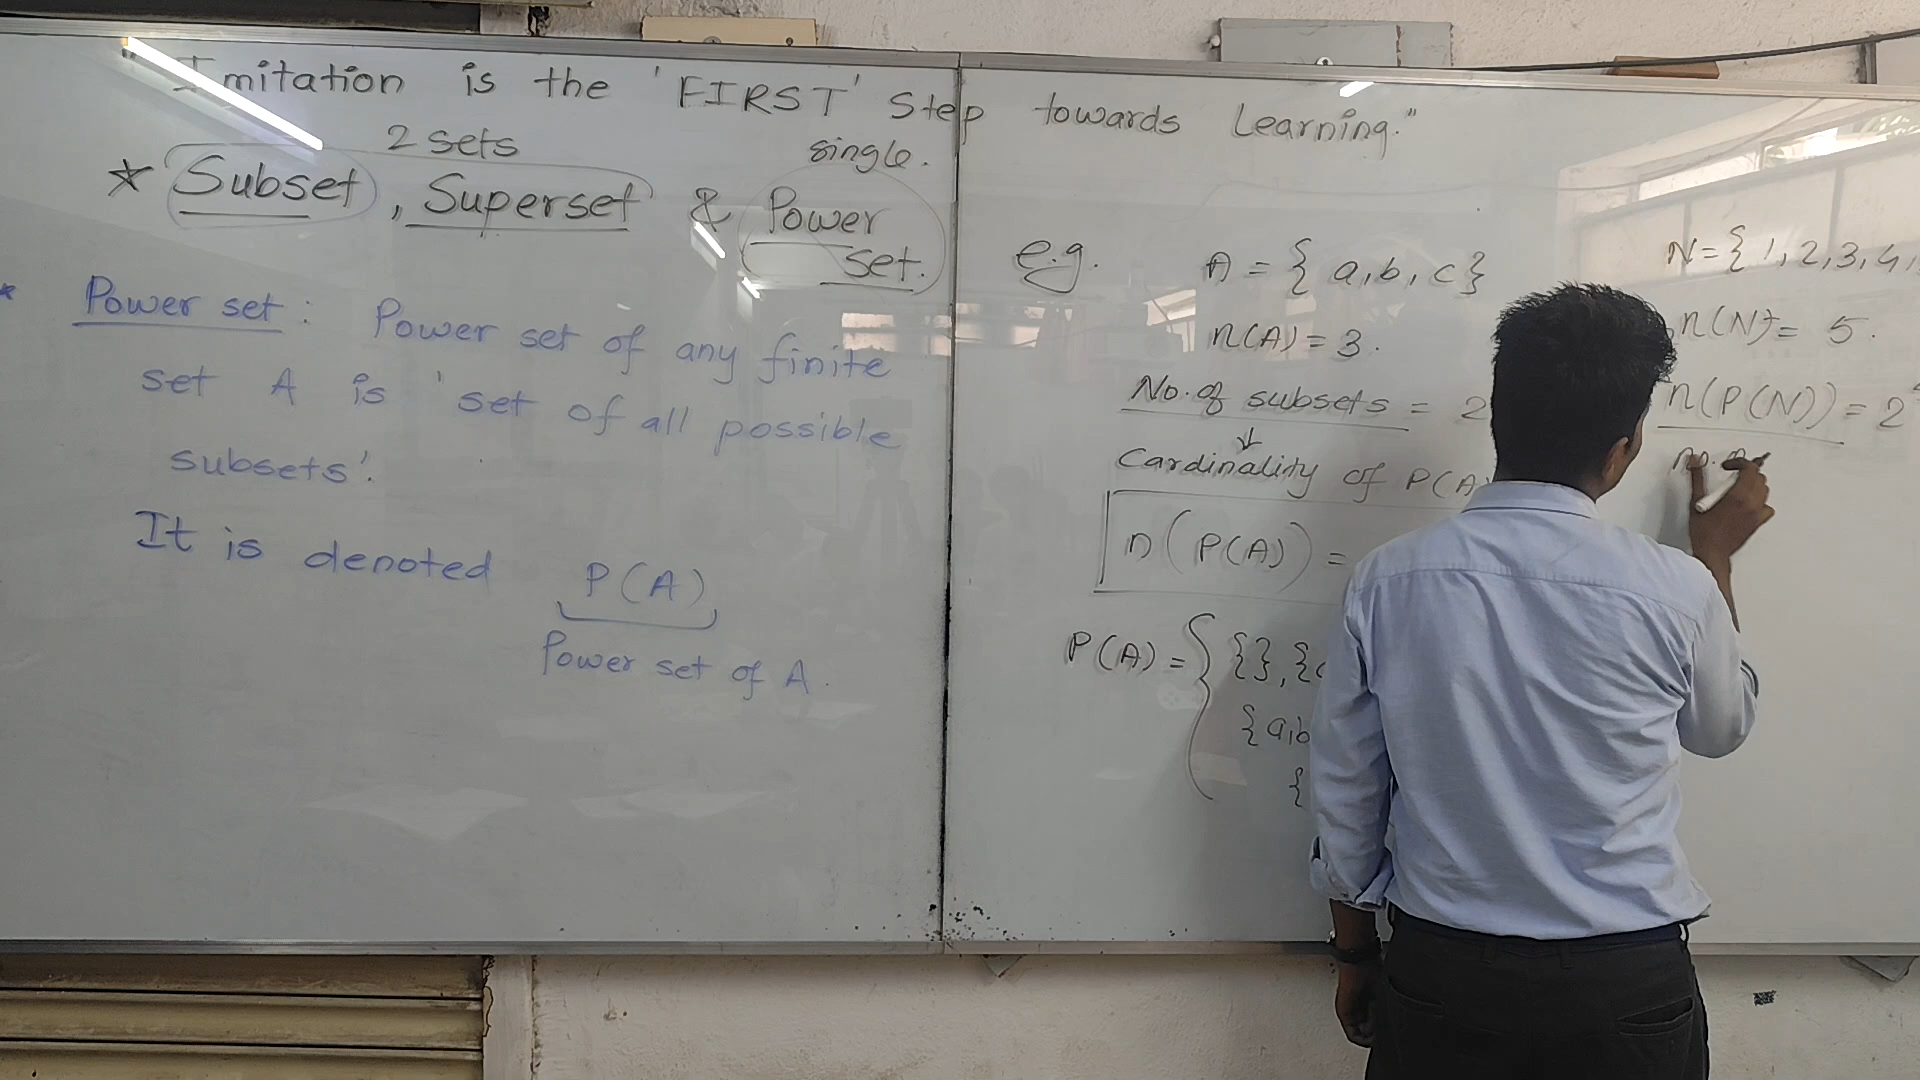 "Imitation is the 'FIRST' Step towards Learning."
2 sets single.
* Subset, Superset & Power set.
* Power set : Power set of any finite
set A is 'set of all possible
subsets'.
It is denoted P(A)
Power set of A.
e.g. A = { a, b, c }
n(A) = 3.
No. of subsets = 2
↓
Cardinality of P(A
n(P(A)) =
P(A) = { {}, {
{a,b
{
N = { 1, 2, 3, 4,
n(N) = 5.
n(P(N)) = 2
no.